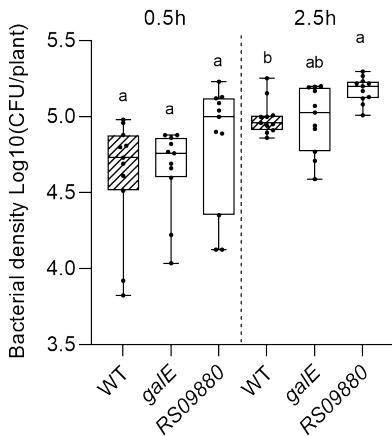 0.5h 2.5h
Bacterial density Log10(CFU/plant)
5.5
5.0
4.5
4.0
3.5
a a a b ab a
WT galE RS09880 WT galE RS09880